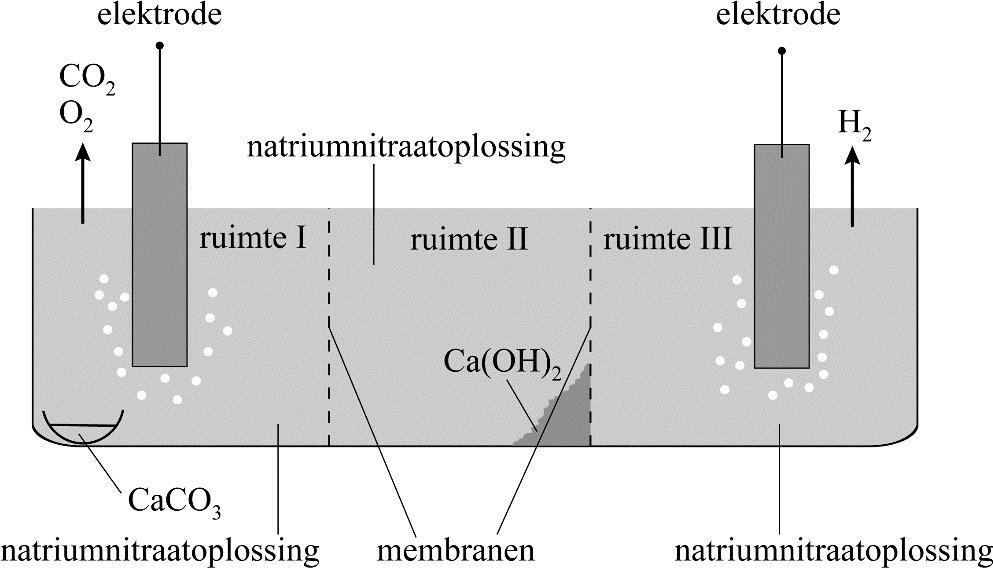 elektrode
elektrode
CO₂
O₂
H₂
natriumnitraatoplossing
ruimte I
ruimte II
ruimte III
Ca(OH)₂
CaCO₃
natriumnitraatoplossing
membranen
natriumnitraatoplossing